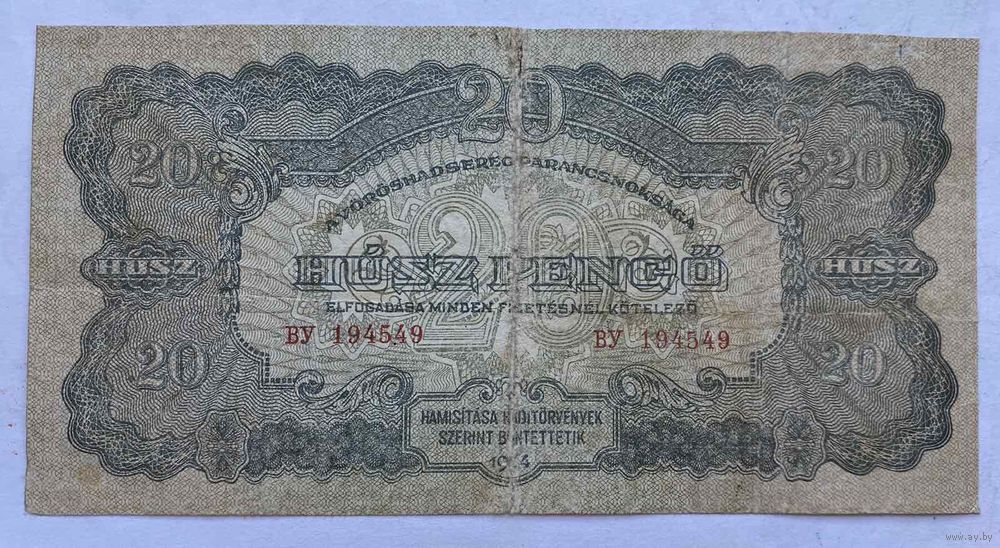 20
20 20
A VÖRÖSHADSEREG PARANCSNOKSÁGA
20
HÚSZ HÚSZ PENGŐ HÚSZ
ELFOGADÁSA MINDEN FIZETÉSNÉL KÖTELEZŐ
ВУ 194549 ВУ 194549
20 20
HAMISÍTÁSA HADITÖRVÉNYEK
SZERINT BÜNTETTETIK
www.ay.by